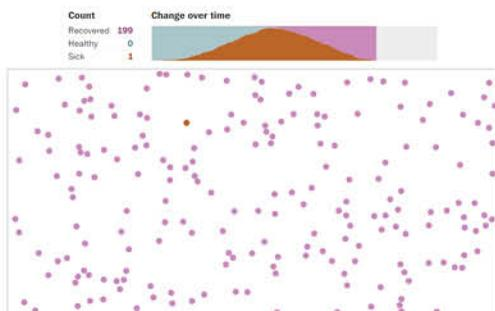 Count
Change over time
Recovered 199
Healthy 0
Sick 1